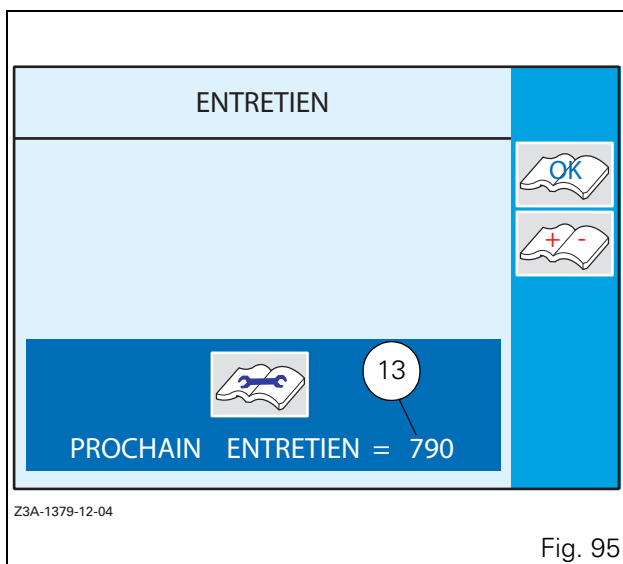 ENTRETIEN
OK
+ -
13
PROCHAIN ENTRETIEN = 790
Z3A-1379-12-04
Fig. 95